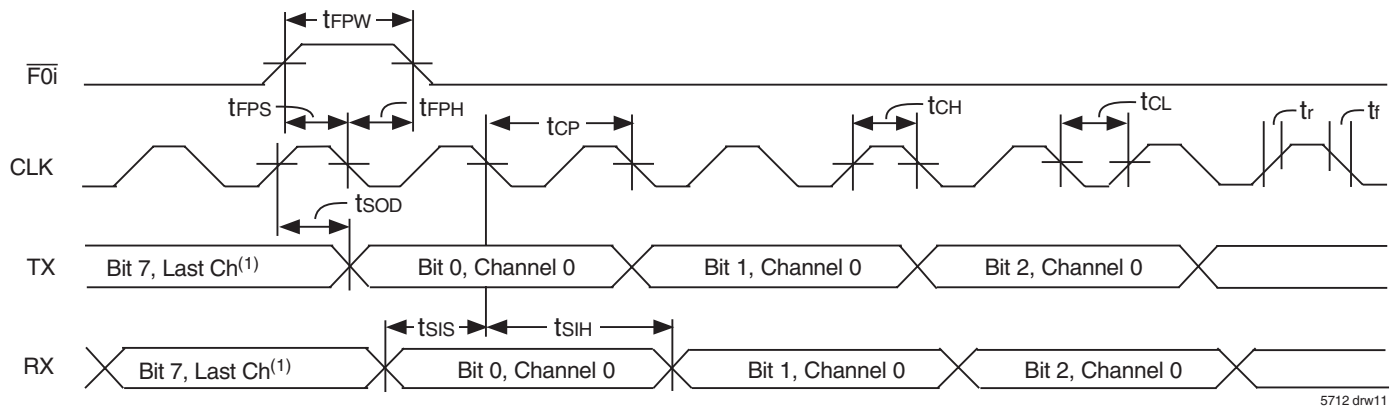 tFPW
F0i
tFPS
tFPH
tCP
tCH
tCL
tr
tf
CLK
tSOD
TX
Bit 7, Last Ch(1)
Bit 0, Channel 0
Bit 1, Channel 0
Bit 2, Channel 0
tSIS
tSIH
RX
Bit 7, Last Ch(1)
Bit 0, Channel 0
Bit 1, Channel 0
Bit 2, Channel 0
5712 drw11